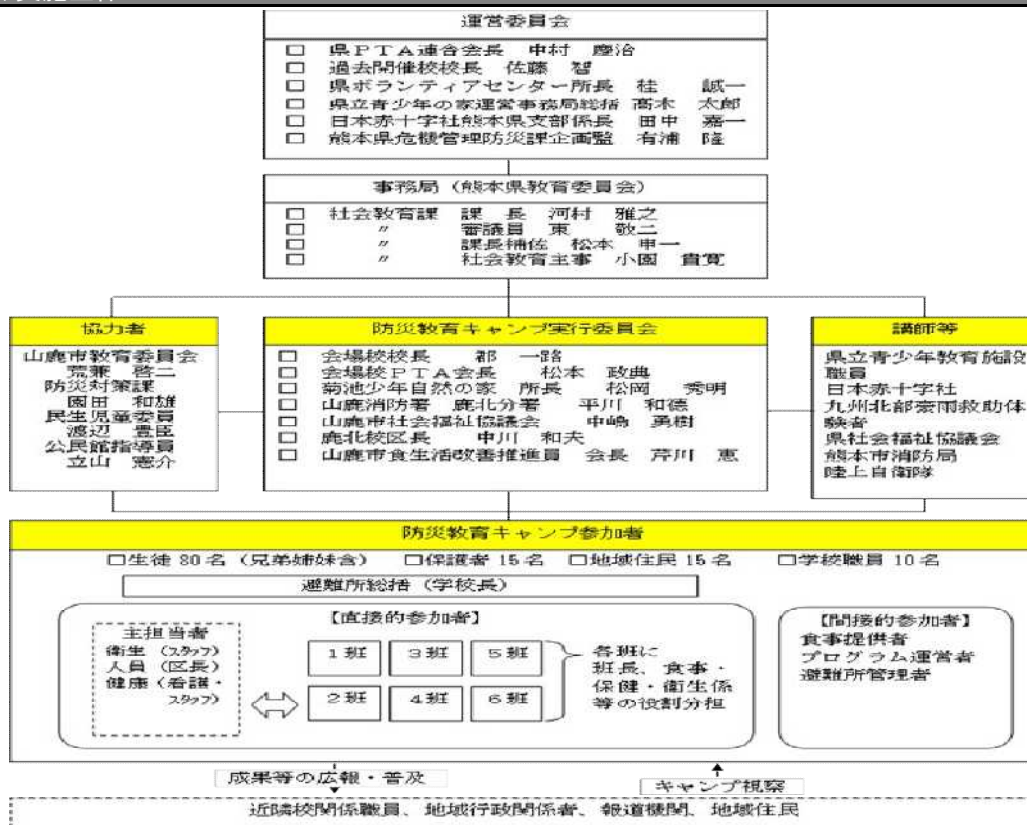 運営委員会
□ 県PTA連合会長 中村 慶治
□ 過去開催校校長 佐藤 智
□ 県ボランティアセンター所長 桂 誠一
□ 県立青少年の家運営事務局総括 髙木 太郎
□ 日本赤十字社熊本県支部係長 田中 嘉一
□ 熊本県危機管理防災課企画監 有浦 隆
事務局(熊本県教育委員会)
□ 社会教育課 課 長 河村 雅之
□ 〃 審議員 東 敬二
□ 〃 課長補佐 松本 申一
□ 〃 社会教育主事 小園 貴寛
協力者
山鹿市教育委員会
荒兼 啓二
防災対策課
園田 和雄
民生児童委員
渡辺 豊臣
公民館指導員
立山 憲介
防災教育キャンプ実行委員会
□ 会場校校長 郡 一路
□ 会場校PTA会長 松本 政典
□ 菊池少年自然の家 所長 松岡 秀明
□ 山鹿消防署 鹿北分署 平川 和徳
□ 山鹿市社会福祉協議会 中嶋 勇樹
□ 鹿北校区長 中川 和夫
□ 山鹿市食生活改善推進員 会長 芹川 恵
講師等
県立青少年教育施設
職員
日本赤十字社
九州北部豪雨救助体
験者
県社会福祉協議会
熊本市消防局
陸上自衛隊
防災教育キャンプ参加者
□生徒80名(兄弟姉妹含) □保護者15名 □地域住民15名 □学校職員10名
避難所総括(学校長)
【直接的参加者】
主担当者
衛生(スタッフ)
人員(区長)
健康(看護・
スタッフ)
1班 3班 5班
2班 4班 6班
各班に
班長、食事・
保健・衛生係
等の役割分担
【間接的参加者】
食事提供者
プログラム運営者
避難所管理者
成果等の広報・普及
キャンプ視察
近隣校関係職員、地域行政関係者、報道機関、地域住民